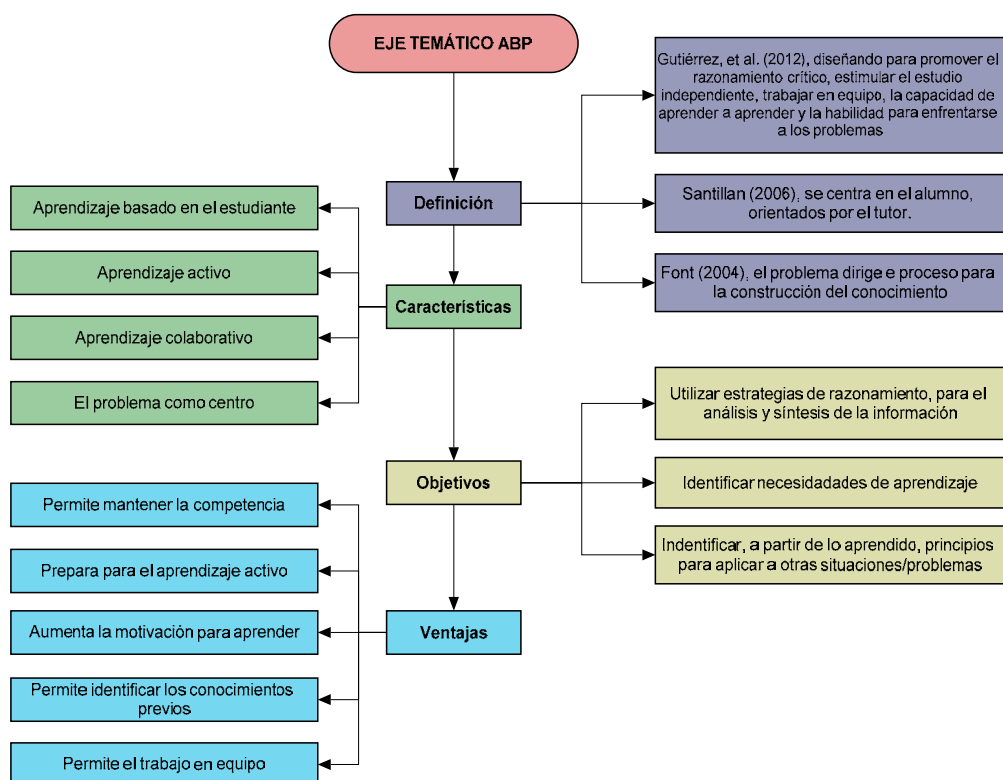 EJE TEMÁTICO ABP
Gutiérrez, et al. (2012), diseñando para promover el
razonamiento crítico, estimular el estudio
independiente, trabajar en equipo, la capacidad de
aprender a aprender y la habilidad para enfrentarse
a los problemas
Definición
Santillan (2006), se centra en el alumno,
orientados por el tutor.
Font (2004), el problema dirige e proceso para
la construcción del conocimiento
Aprendizaje basado en el estudiante
Aprendizaje activo
Características
Aprendizaje colaborativo
El problema como centro
Utilizar estrategias de razonamiento, para el
análisis y síntesis de la información
Objetivos
Identificar necesidadades de aprendizaje
Indentificar, a partir de lo aprendido, principios
para aplicar a otras situaciones/problemas
Permite mantener la competencia
Prepara para el aprendizaje activo
Aumenta la motivación para aprender
Ventajas
Permite identificar los conocimientos
previos
Permite el trabajo en equipo